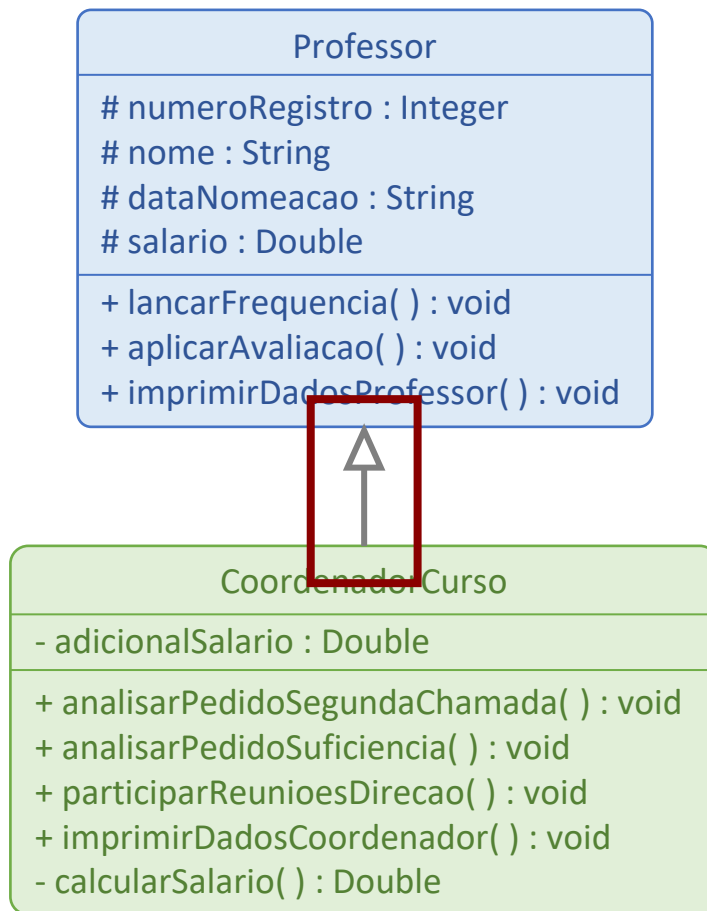 Professor
# numeroRegistro : Integer
# nome : String
# dataNomeacao : String
# salario : Double
+ lancarFrequencia( ) : void
+ aplicarAvaliacao( ) : void
+ imprimirDadosProfessor( ) : void
CoordenadorCurso
- adicionalSalario : Double
+ analisarPedidoSegundaChamada( ) : void
+ analisarPedidoSuficiencia( ) : void
+ participarReunioesDirecao( ) : void
+ imprimirDadosCoordenador( ) : void
- calcularSalario( ) : Double